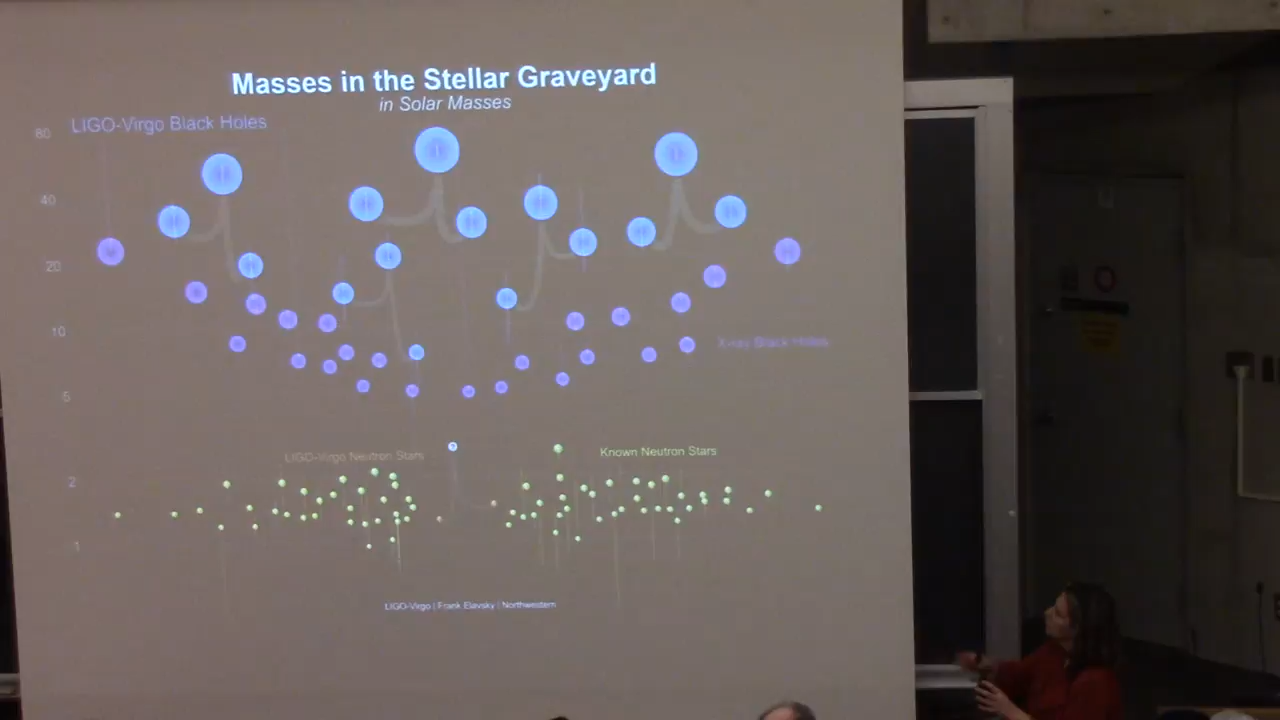 Masses in the Stellar Graveyard
in Solar Masses
LIGO-Virgo Black Holes
80
40
20
10
X-ray Black Holes
5
LIGO-Virgo Neutron Stars
Known Neutron Stars
2
1
LIGO-Virgo | Frank Elavsky | Northwestern